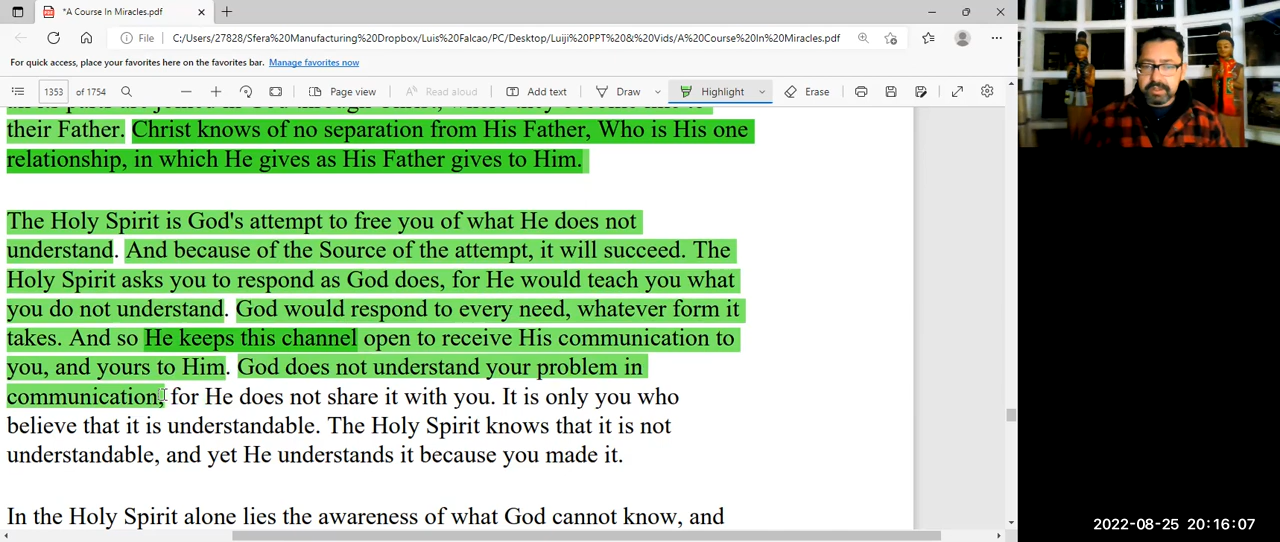 *A Course In Miracles.pdf
File C:/Users/27828/Sfera%20Manufacturing%20Dropbox/Luis%20Falcao/PC/Desktop/Luiji%20PPT%20&%20Vids/A%20Course%20In%20Miracles.pdf
For quick access, place your favorites here on the favorites bar. Manage favorites now
1353 of 1754 Page view Read aloud Add text Draw Highlight Erase
their Father. Christ knows of no separation from His Father, Who is His one
relationship, in which He gives as His Father gives to Him.
The Holy Spirit is God's attempt to free you of what He does not
understand. And because of the Source of the attempt, it will succeed. The
Holy Spirit asks you to respond as God does, for He would teach you what
you do not understand. God would respond to every need, whatever form it
takes. And so He keeps this channel open to receive His communication to
you, and yours to Him. God does not understand your problem in
communication, for He does not share it with you. It is only you who
believe that it is understandable. The Holy Spirit knows that it is not
understandable, and yet He understands it because you made it.
In the Holy Spirit alone lies the awareness of what God cannot know, and
2022-08-25 20:16:07